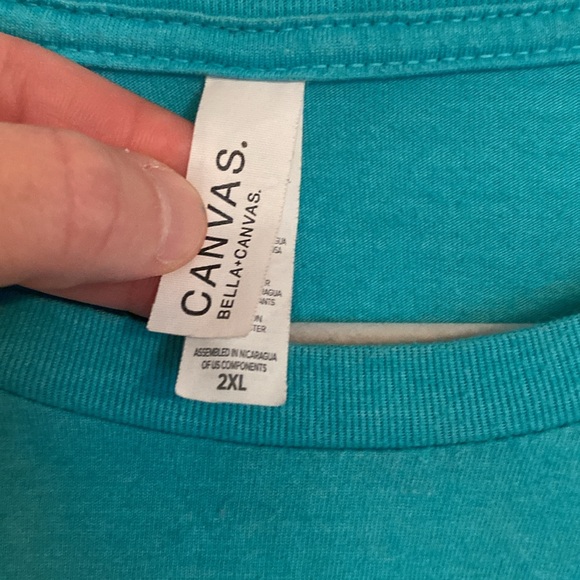 CANVAS.
BELLA+CANVAS.
ASSEMBLED IN NICARAGUA
OF US COMPONENTS
2XL